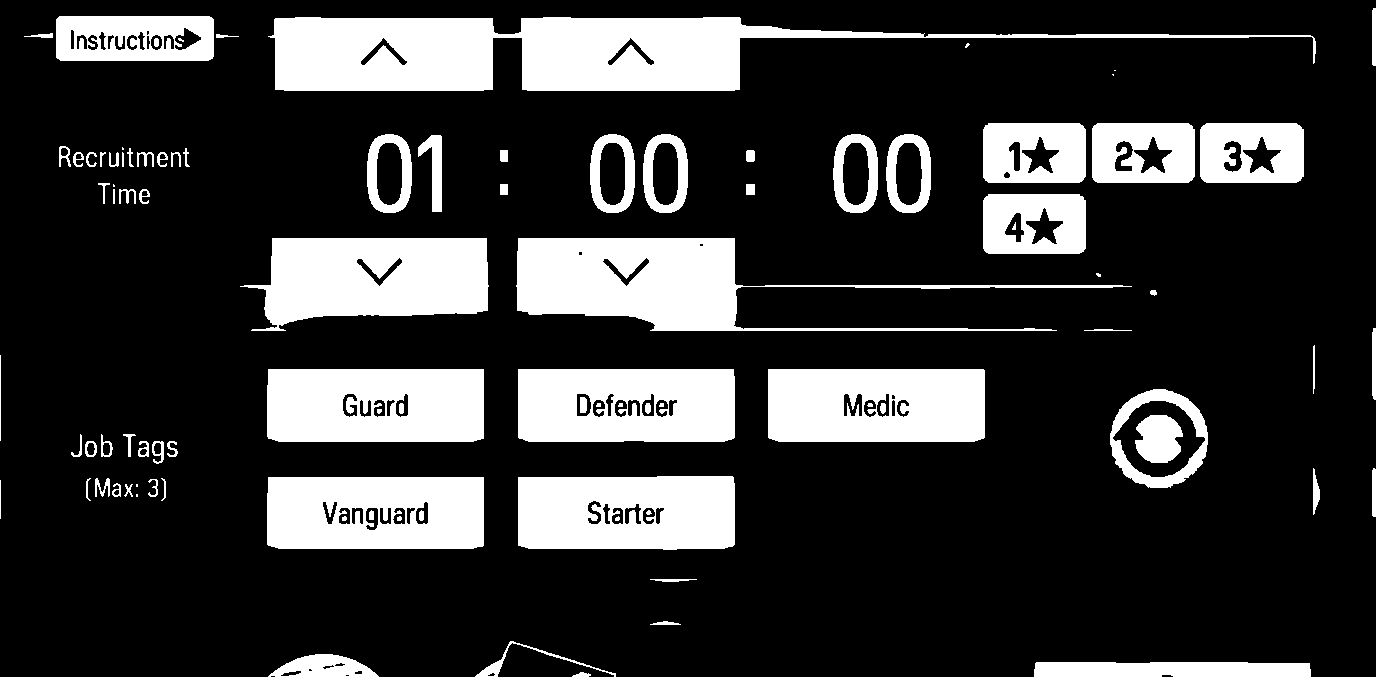 Instructions▶
Recruitment
Time
01 : 00 : 00
1★ 2★ 3★
4★
Job Tags
(Max: 3)
Guard Defender Medic
Vanguard Starter